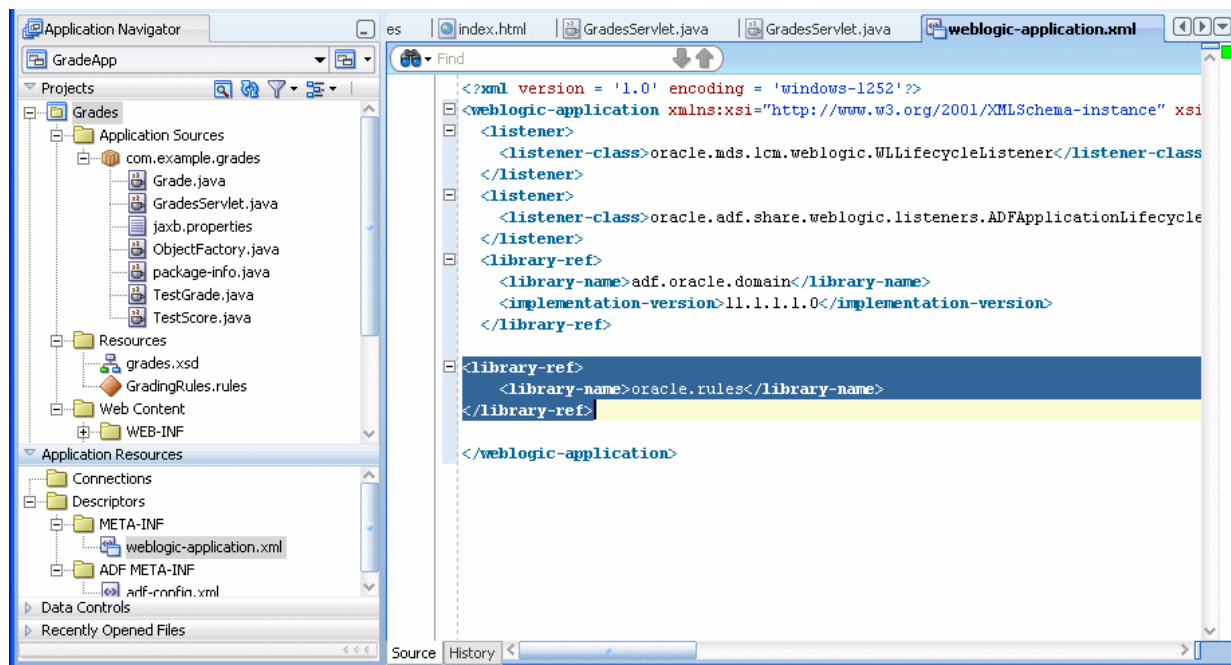 Application Navigator
GradeApp
Projects
Grades
Application Sources
com.example.grades
Grade.java
GradesServlet.java
jaxb.properties
ObjectFactory.java
package-info.java
TestGrade.java
TestScore.java
Resources
grades.xsd
GradingRules.rules
Web Content
WEB-INF
Application Resources
Connections
Descriptors
META-INF
weblogic-application.xml
ADF META-INF
adf-config.xml
Data Controls
Recently Opened Files
es index.html GradesServlet.java GradesServlet.java weblogic-application.xml
Find
<?xml version = '1.0' encoding = 'windows-1252'?>
<weblogic-application xmlns:xsi="http://www.w3.org/2001/XMLSchema-instance" xsi
<listener>
<listener-class>oracle.mds.lcm.weblogic.WLLifecycleListener</listener-class
</listener>
<listener>
<listener-class>oracle.adf.share.weblogic.listeners.ADFApplicationLifecycle
</listener>
<library-ref>
<library-name>adf.oracle.domain</library-name>
<implementation-version>11.1.1.1.0</implementation-version>
</library-ref>
<library-ref>
<library-name>oracle.rules</library-name>
</library-ref>
</weblogic-application>
Source History